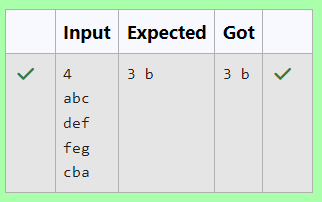 Input Expected Got
4 3 b 3 b
abc
def
feg
cba